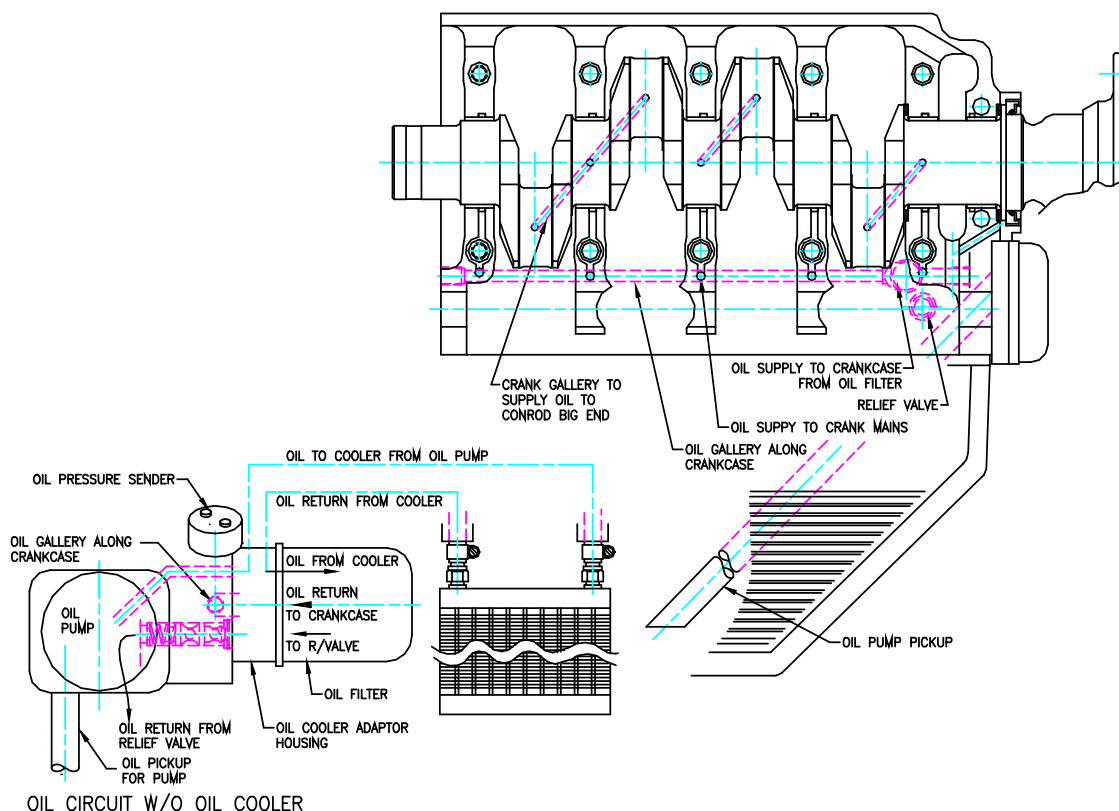 CRANK GALLERY TO
SUPPLY OIL TO
CONROD BIG END
OIL SUPPLY TO CRANKCASE
FROM OIL FILTER
RELIEF VALVE
OIL SUPPY TO CRANK MAINS
OIL GALLERY ALONG
CRANKCASE
OIL TO COOLER FROM OIL PUMP
OIL PRESSURE SENDER
OIL RETURN FROM COOLER
OIL GALLERY ALONG
CRANKCASE
OIL FROM COOLER
OIL RETURN
TO CRANKCASE
TO R/VALVE
OIL
PUMP
OIL PUMP PICKUP
OIL FILTER
OIL RETURN FROM
RELIEF VALVE
OIL COOLER ADAPTOR
HOUSING
OIL PICKUP
FOR PUMP
OIL CIRCUIT W/O OIL COOLER